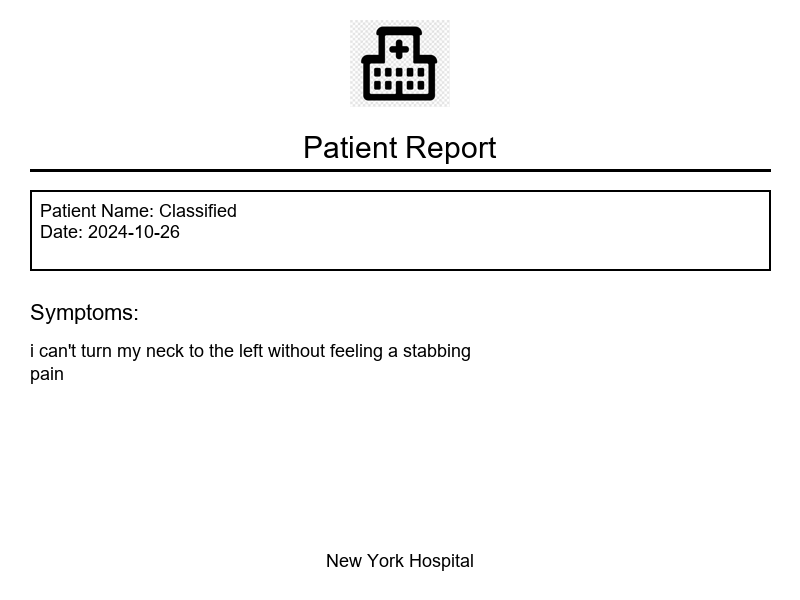 Patient Report
Patient Name: Classified
Date: 2024-10-26
Symptoms:
i can't turn my neck to the left without feeling a stabbing
pain
New York Hospital